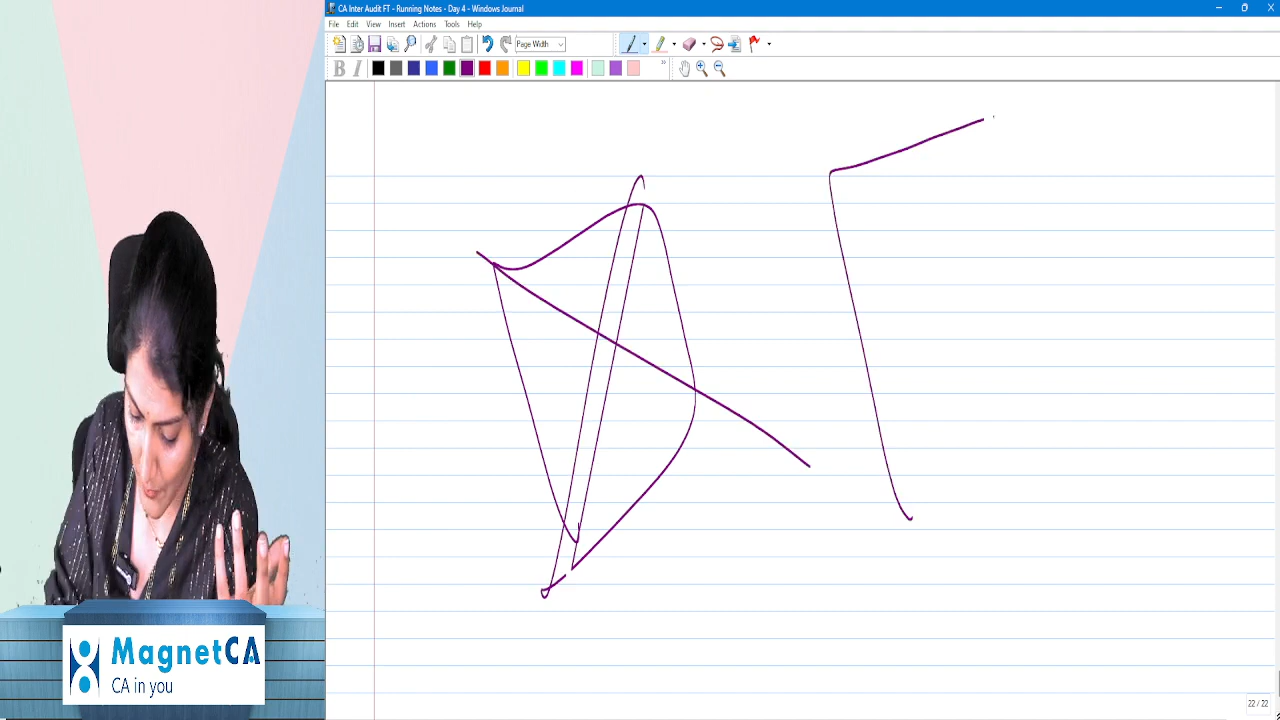 CA Inter Audit FT - Running Notes - Day 4 - Windows Journal
File Edit View Insert Actions Tools Help
Page Width
B I
MagnetCA
CA in you
22 / 22